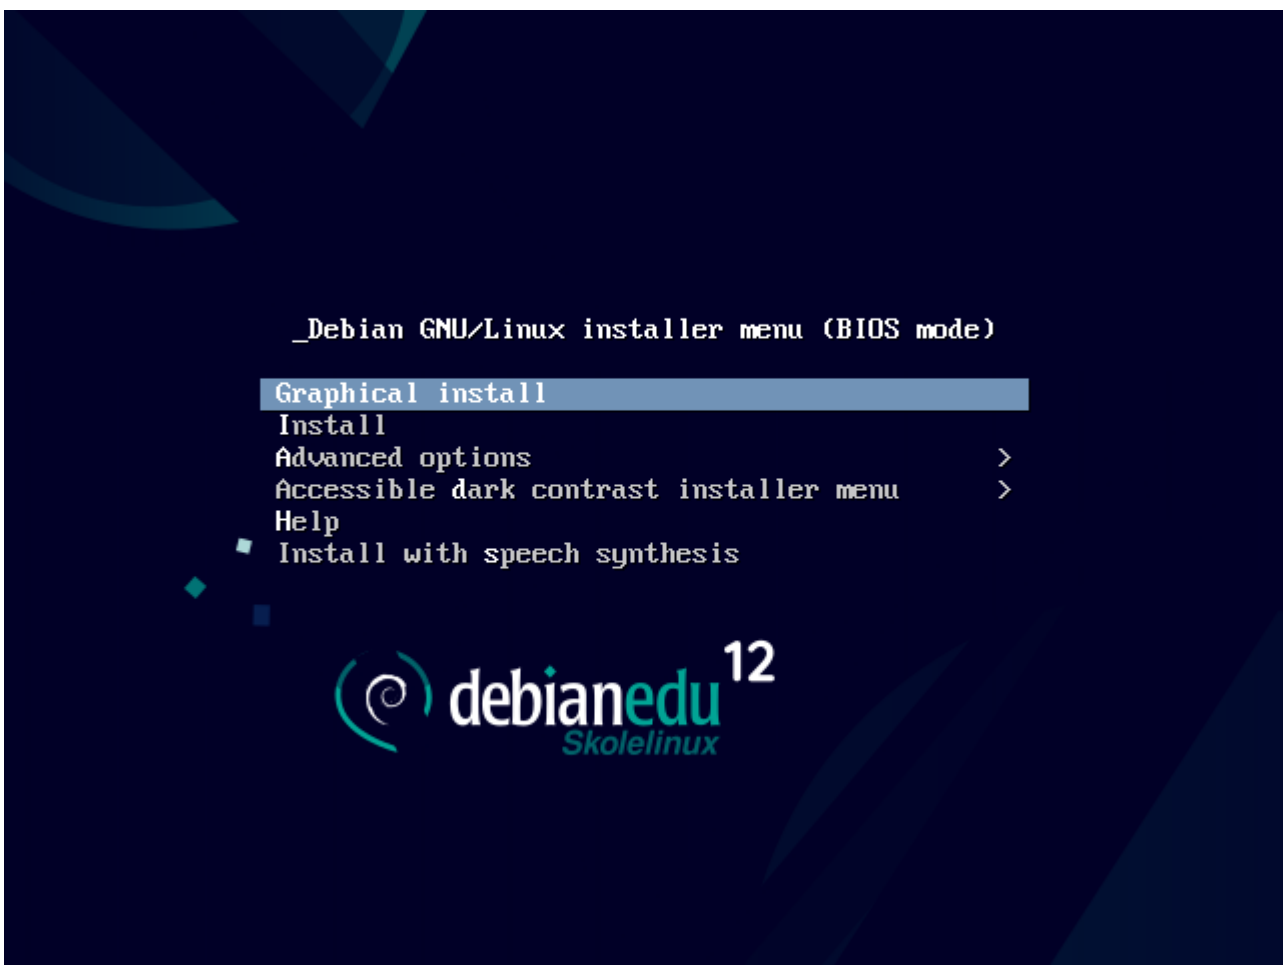 _Debian GNU/Linux installer menu (BIOS mode)
Graphical install
Install
Advanced options >
Accessible dark contrast installer menu >
Help
Install with speech synthesis
debianedu 12
Skolelinux